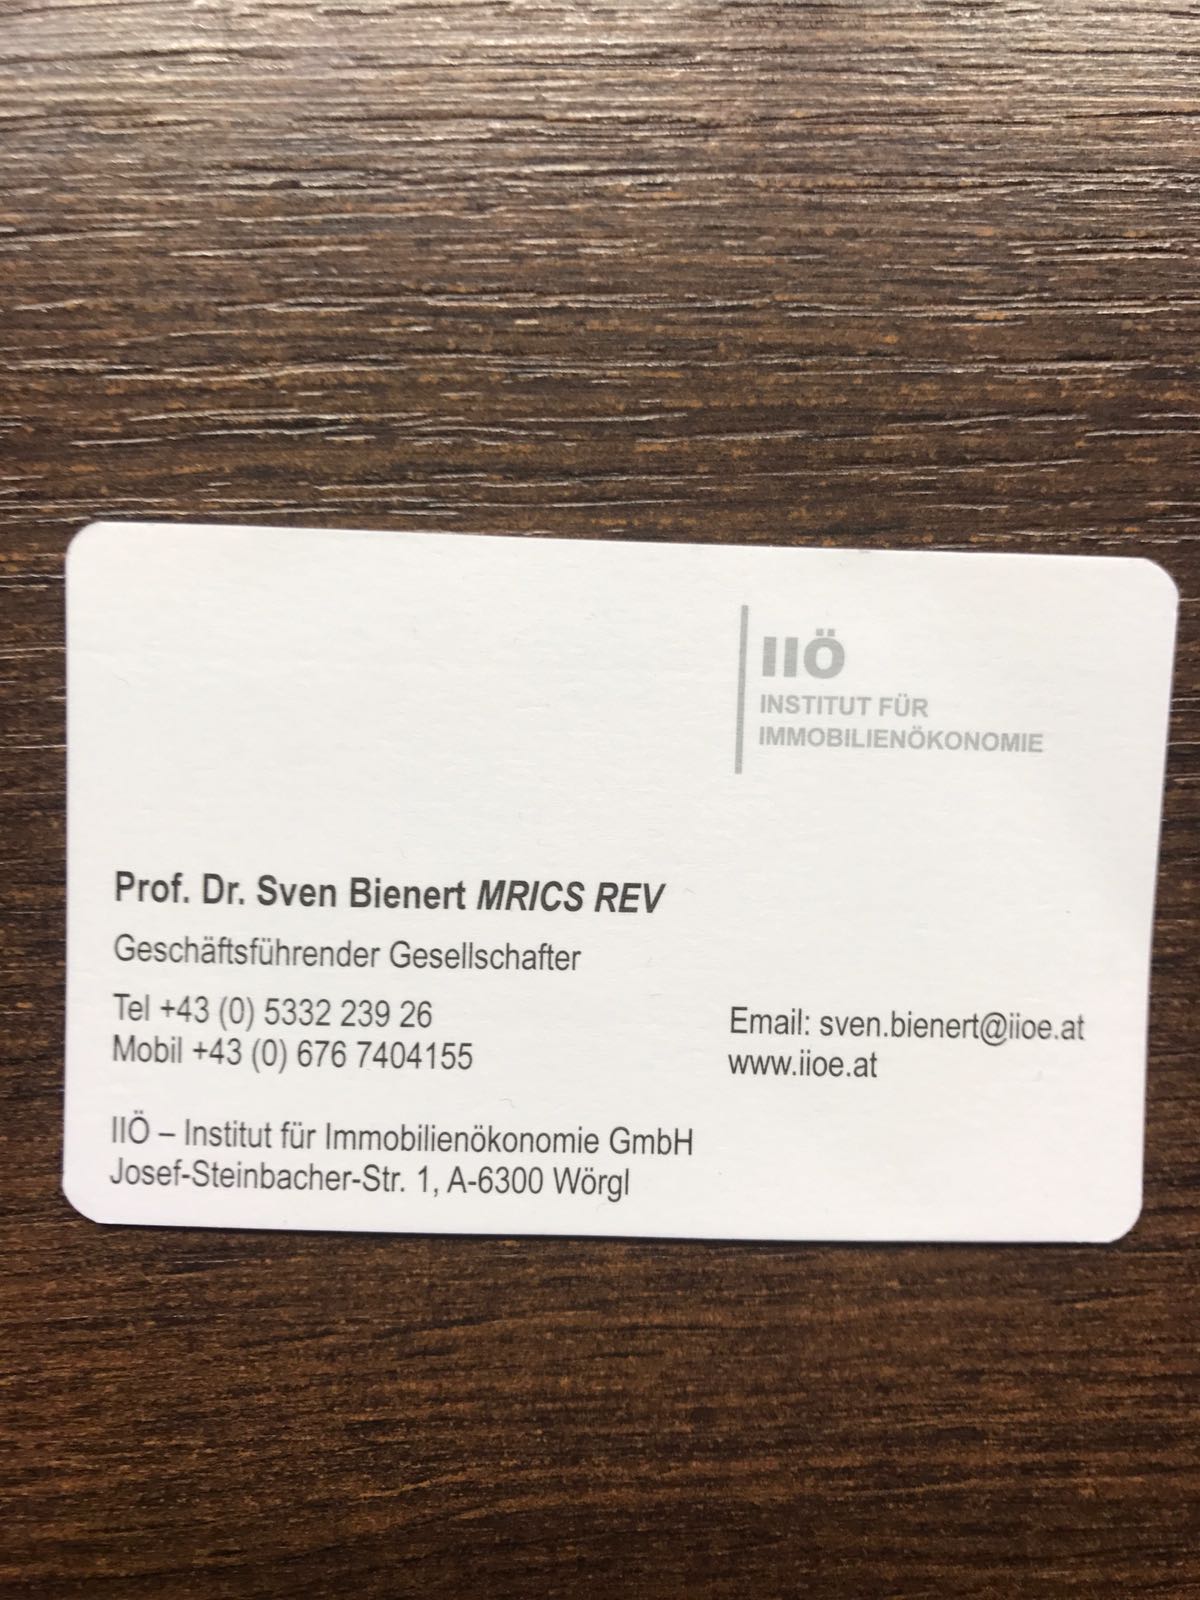 IIÖ
INSTITUT FÜR
IMMOBILIENÖKONOMIE
Prof. Dr. Sven Bienert MRICS REV
Geschäftsführender Gesellschafter
Tel +43 (0) 5332 239 26
Mobil +43 (0) 676 7404155
Email: sven.bienert@iioe.at
www.iioe.at
IIÖ – Institut für Immobilienökonomie GmbH
Josef-Steinbacher-Str. 1, A-6300 Wörgl